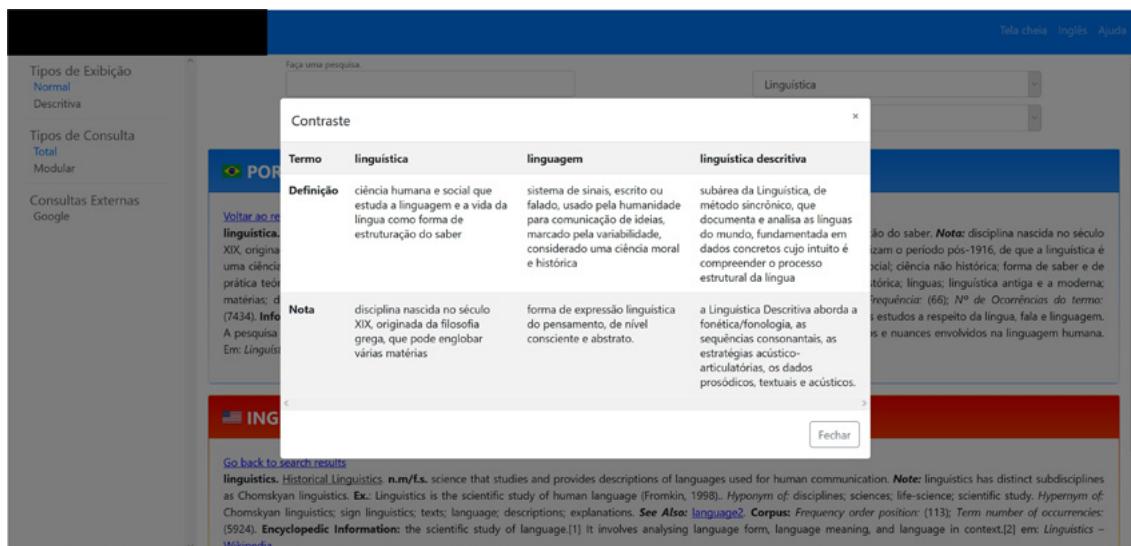 Tela cheia Inglês Ajuda
Tipos de Exibição
Normal
Descritiva
Tipos de Consulta
Total
Modular
Consultas Externas
Google
Faça uma pesquisa.
Linguística
Contraste ×
Termo linguística linguagem linguística descritiva
Definição ciência humana e social que
estuda a linguagem e a vida da
língua como forma de
estruturação do saber
sistema de sinais, escrito ou
falado, usado pela humanidade
para comunicação de ideias,
marcado pela variabilidade,
considerado uma ciência moral
e histórica
subárea da Linguística, de
método sincrônico, que
documenta e analisa as línguas
do mundo, fundamentada em
dados concretos cujo intuito é
compreender o processo
estrutural da língua
Nota disciplina nascida no século
XIX, originada da filosofia
grega, que pode englobar
várias matérias
forma de expressão linguística
do pensamento, de nível
consciente e abstrato.
a Linguística Descritiva aborda a
fonética/fonologia, as
sequências consonantais, as
estratégias acústico-
articulatórias, os dados
prosódicos, textuais e acústicos.
Fechar
POR
Voltar ao re
linguística. ão do saber. Nota: disciplina nascida no século
XIX, origina izam o período pós-1916, de que a linguística é
uma ciência ocial; ciência não histórica; forma de saber e de
prática teór tórica; línguas; linguística antiga e a moderna;
matérias; d Frequência: (66); Nº de Ocorrências do termo:
(7434). Info s estudos a respeito da língua, fala e linguagem.
A pesquisa s e nuances envolvidos na linguagem humana.
Em: Linguís
ING
Go back to search results
linguistics. Historical Linguistics. n.m/f.s. science that studies and provides descriptions of languages used for human communication. Note: linguistics has distinct subdisciplines
as Chomskyan linguistics. Ex.: Linguistics is the scientific study of human language (Fromkin, 1998).. Hyponym of: disciplines; sciences; life-science; scientific study. Hypernym of:
Chomskyan linguistics; sign linguistics; texts; language; descriptions; explanations. See Also: language2. Corpus: Frequency order position: (113); Term number of occurrencies:
(5924). Encyclopedic Information: the scientific study of language.[1] It involves analysing language form, language meaning, and language in context.[2] em: Linguistics –
Wikipedia